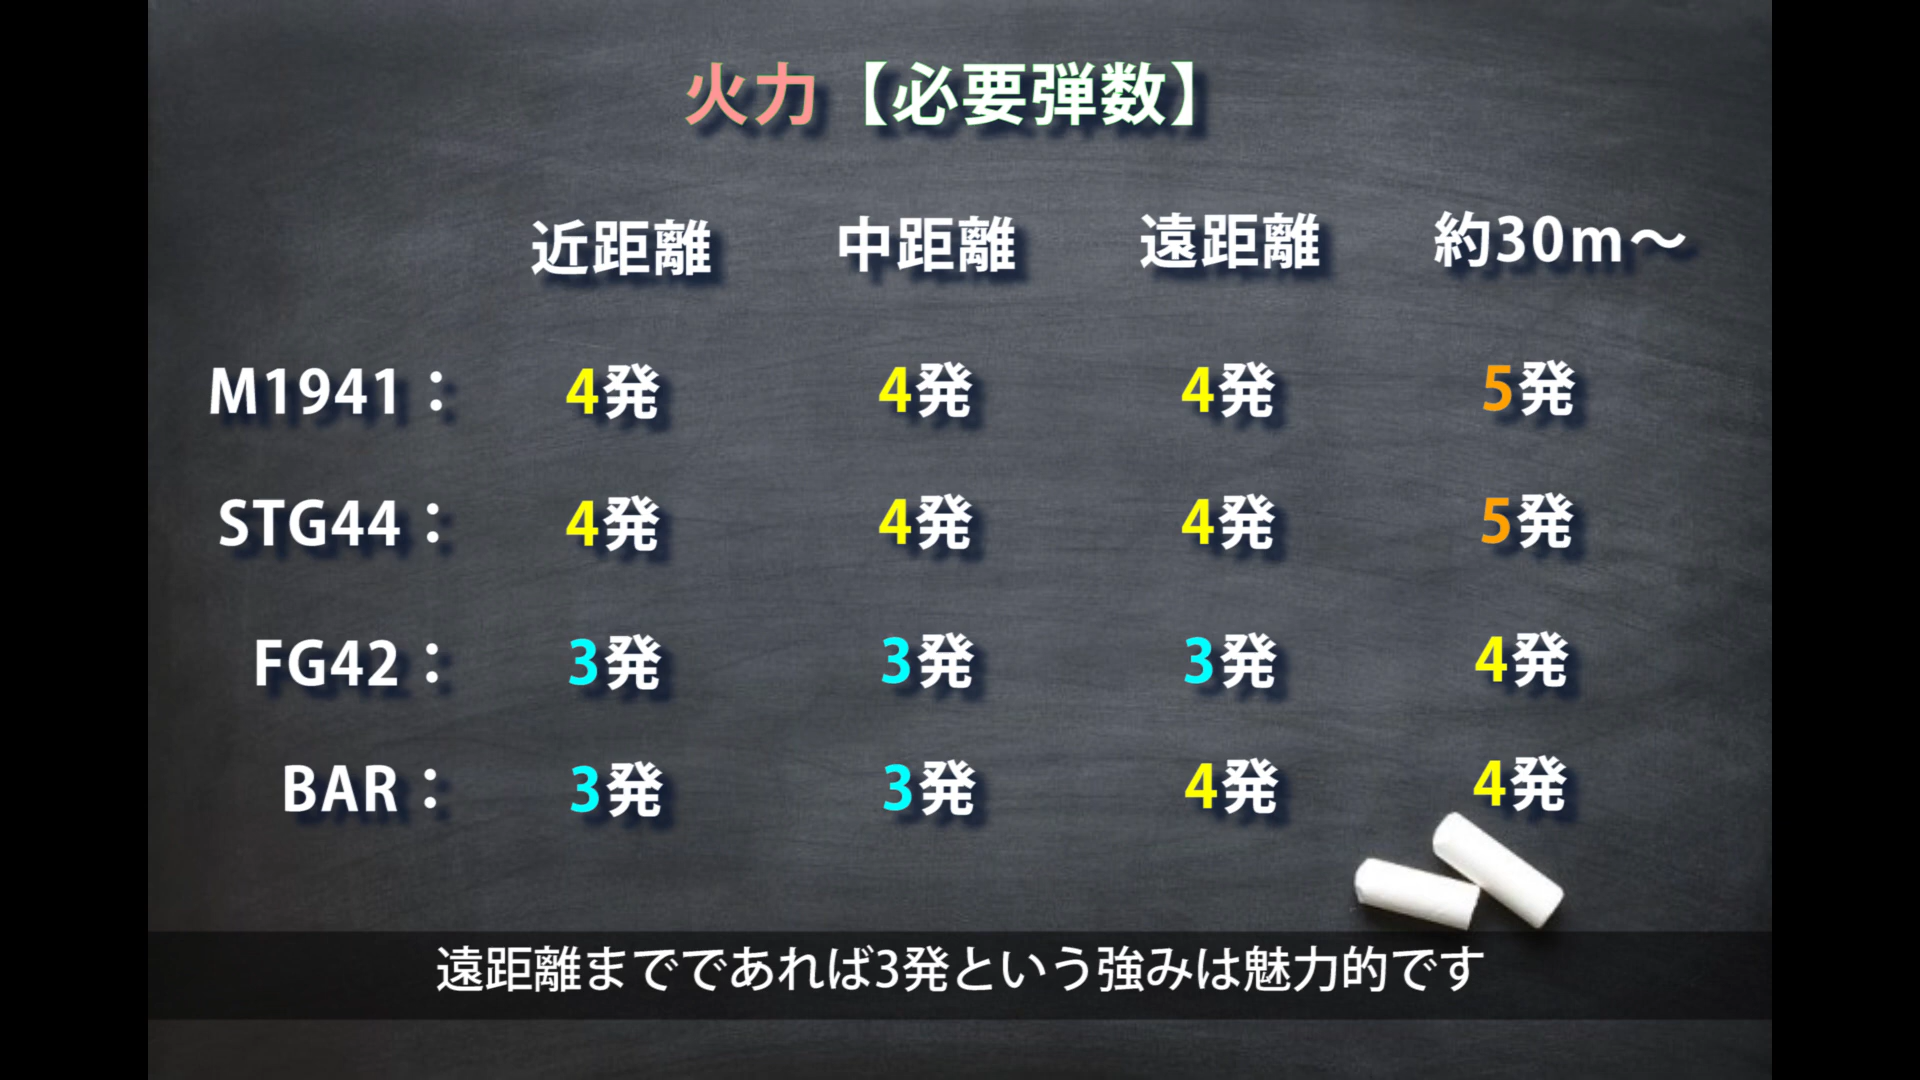 火力【必要弾数】
近距離 中距離 遠距離 約30m～
M1941： 4発 4発 4発 5発
STG44： 4発 4発 4発 5発
FG42： 3発 3発 3発 4発
BAR： 3発 3発 4発 4発
遠距離までであれば3発という強みは魅力的です